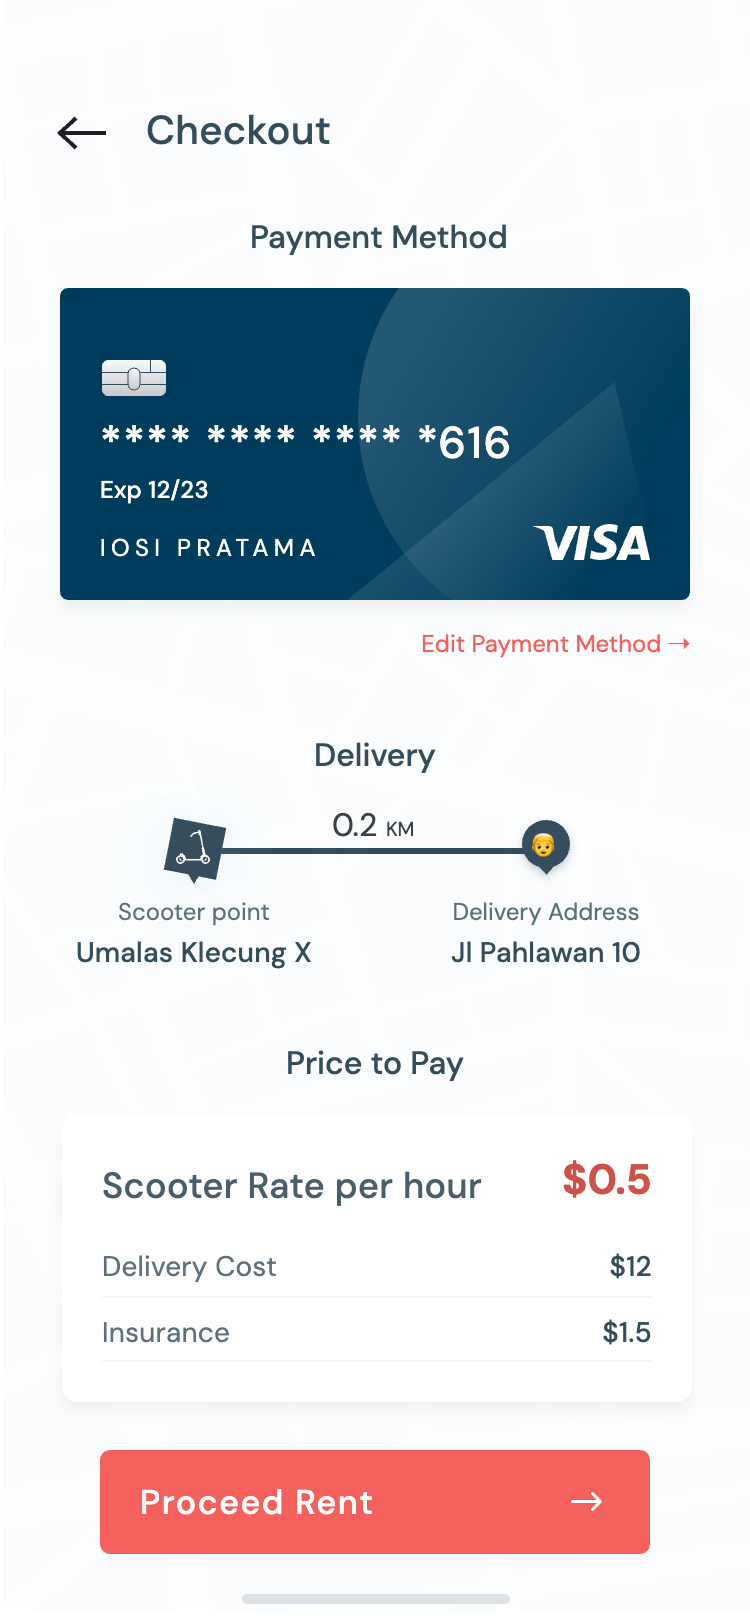 Checkout
Payment Method
**** **** **** *616
Exp 12/23
IOSI PRATAMA
VISA
Edit Payment Method →
Delivery
0.2 KM
Scooter point
Delivery Address
Umalas Klecung X
Jl Pahlawan 10
Price to Pay
Scooter Rate per hour $0.5
Delivery Cost $12
Insurance $1.5
Proceed Rent →